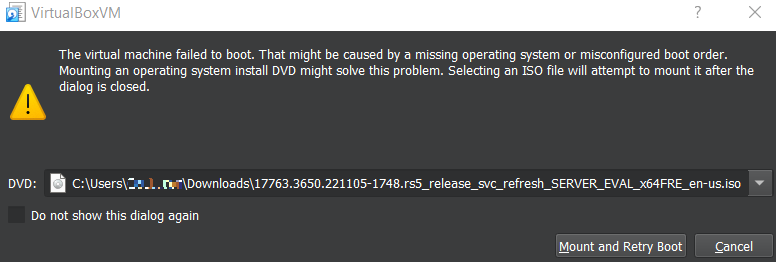 VirtualBoxVM
?
The virtual machine failed to boot. That might be caused by a missing operating system or misconfigured boot order.
Mounting an operating system install DVD might solve this problem. Selecting an ISO file will attempt to mount it after the
dialog is closed.
DVD: C:\Users\ \Downloads\17763.3650.221105-1748.rs5_release_svc_refresh_SERVER_EVAL_x64FRE_en-us.iso
Do not show this dialog again
Mount and Retry Boot Cancel